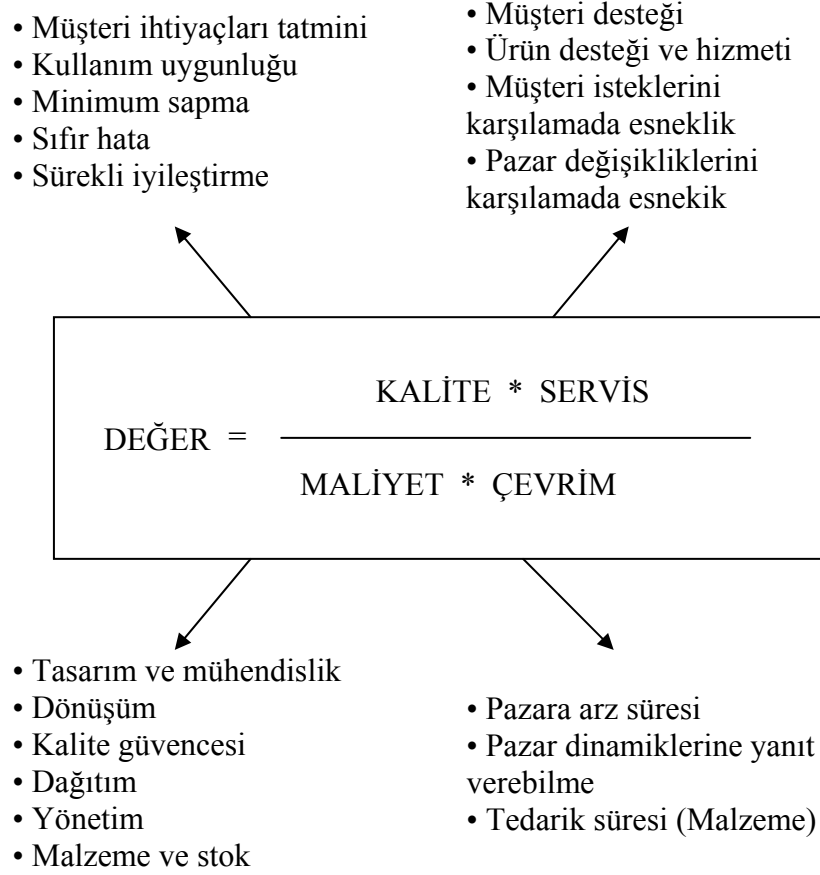 • Müşteri ihtiyaçları tatmini
• Kullanım uygunluğu
• Minimum sapma
• Sıfır hata
• Sürekli iyileştirme
• Müşteri desteği
• Ürün desteği ve hizmeti
• Müşteri isteklerini
karşılamada esneklik
• Pazar değişikliklerini
karşılamada esnekik
KALİTE * SERVİS
DEĞER =
MALİYET * ÇEVRİM
• Tasarım ve mühendislik
• Dönüşüm
• Kalite güvencesi
• Dağıtım
• Yönetim
• Malzeme ve stok
• Pazara arz süresi
• Pazar dinamiklerine yanıt
verebilme
• Tedarik süresi (Malzeme)